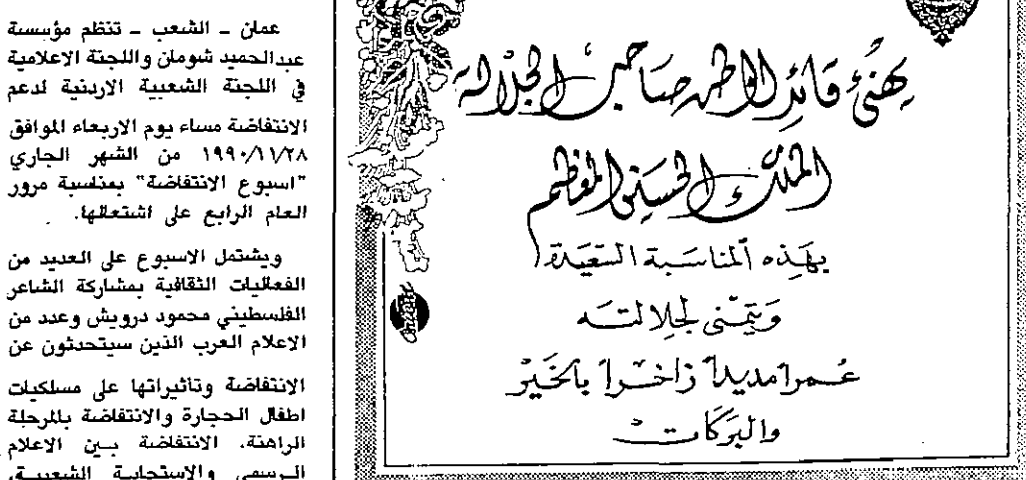 عمان ـ الشعب ـ تنظم مؤسسة
عبدالحميد شومان واللجنة الاعلامية
في اللجنة الشعبية الاردنية لدعم
الانتفاضة مساء يوم الاربعاء الموافق
١٩٩٠/١١/٢٨ من الشهر الجاري
"اسبوع الانتفاضة" بمناسبة مرور
العام الرابع على اشتعالها.
ويشتمل الاسبوع على العديد من
الفعاليات الثقافية بمشاركة الشاعر
الفلسطيني محمود درويش وعدد من
الاعلام العرب الذين سيتحدثون عن
الانتفاضة وتاثيراتها على مسلكيات
اطفال الحجارة والانتفاضة بالمرحلة
الراهنة، الانتفاضة بين الاعلام
الرسمي والاستجابة الشعبية،
يهنئ قائد الوطن صاحب الجلالة
الملك الحسين المعظم
بهذه المناسبة السعيدة
ويتمنى لجلالته
عمراً مديداً زاخراً بالخير
والبركات